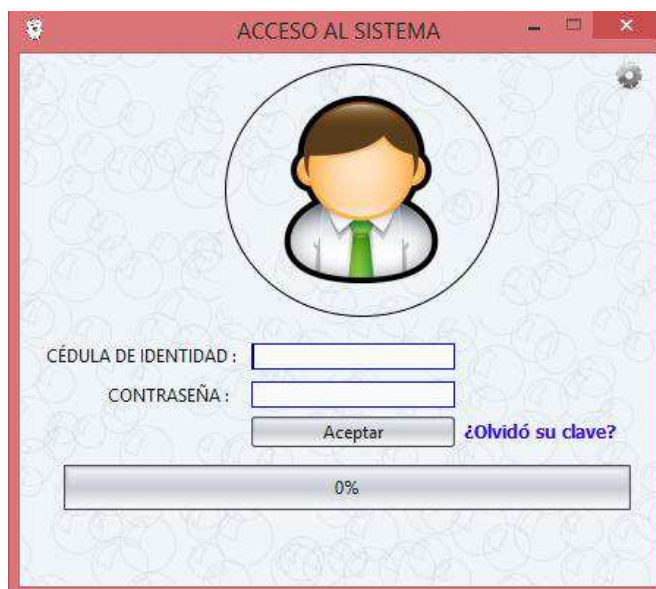 ACCESO AL SISTEMA
CÉDULA DE IDENTIDAD :
CONTRASEÑA :
Aceptar ¿Olvidó su clave?
0%